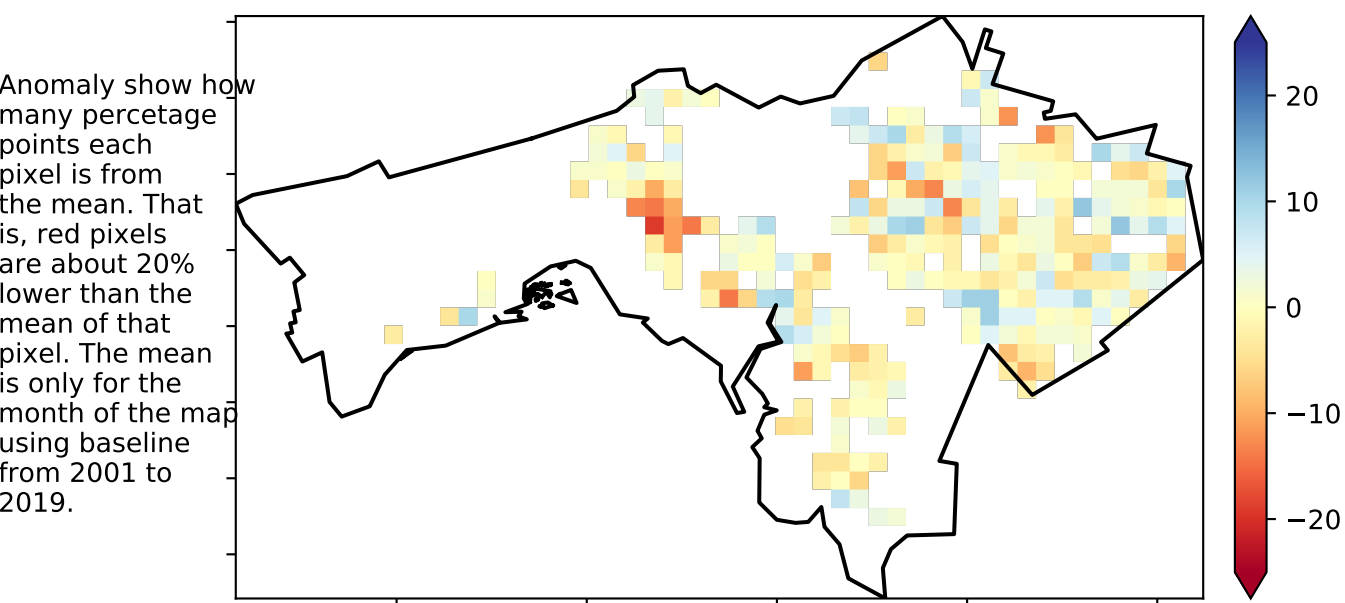 Anomaly show how
many percetage
points each
pixel is from
the mean. That
is, red pixels
are about 20%
lower than the
mean of that
pixel. The mean
is only for the
month of the map
using baseline
from 2001 to
2019.
20
10
0
−10
−20